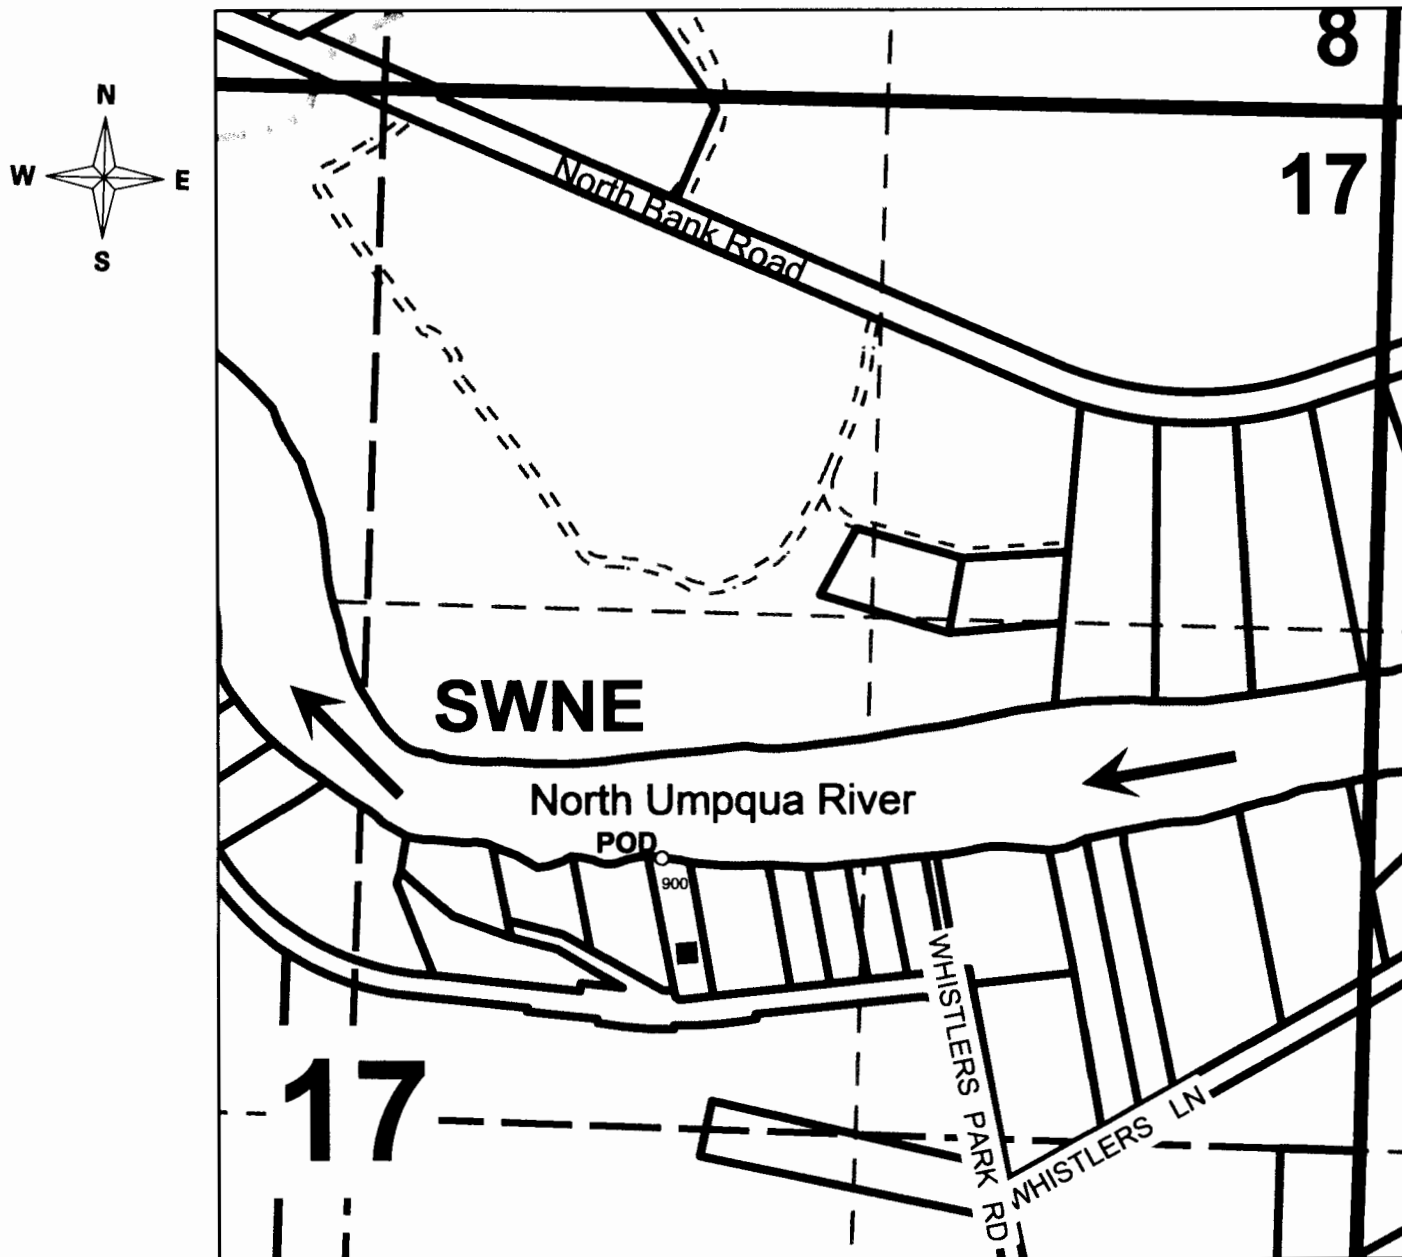 8
N
W
E
S
17
North Bank Road
SWNE
North Umpqua River
POD
900
WHISTLERS PARK RD
17
WHISTLERS LN